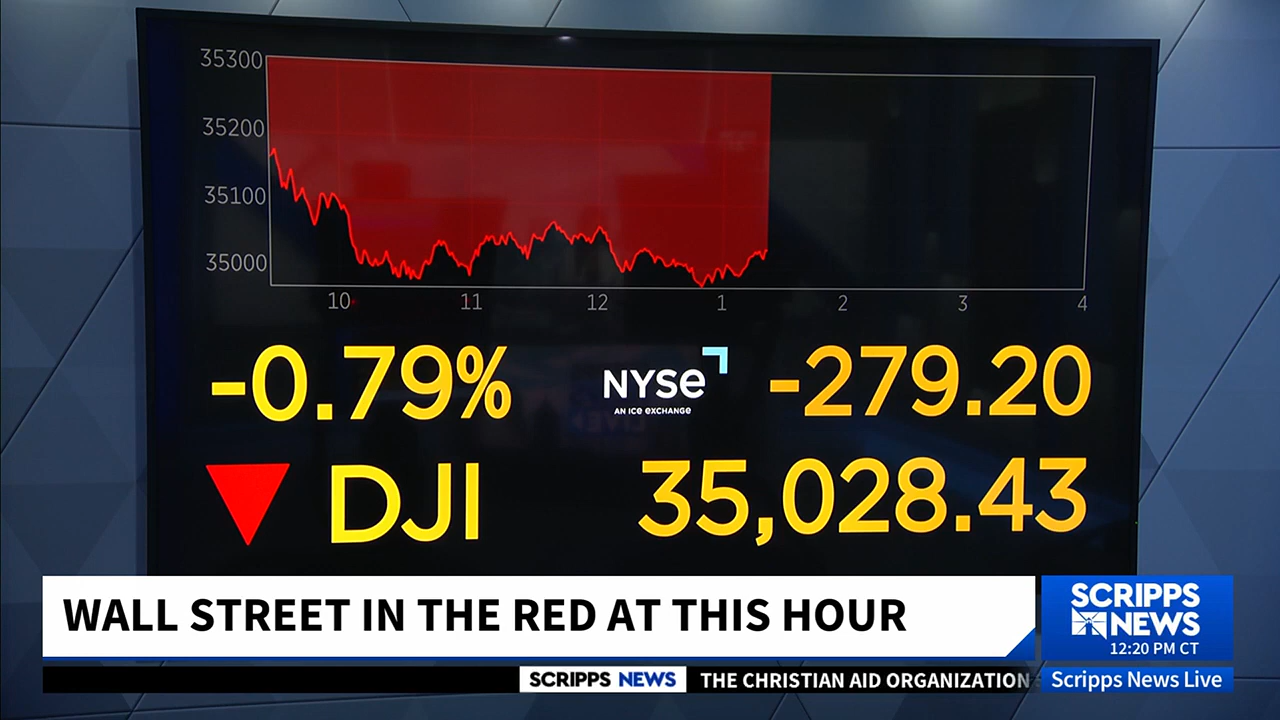 35300
35200
35100
35000
10 11 12 1 2 3 4
-0.79% NYSE -279.20
AN ICE EXCHANGE
DJI 35,028.43
WALL STREET IN THE RED AT THIS HOUR
SCRIPPS
NEWS
12:20 PM CT
SCRIPPS NEWS THE CHRISTIAN AID ORGANIZATION
Scripps News Live